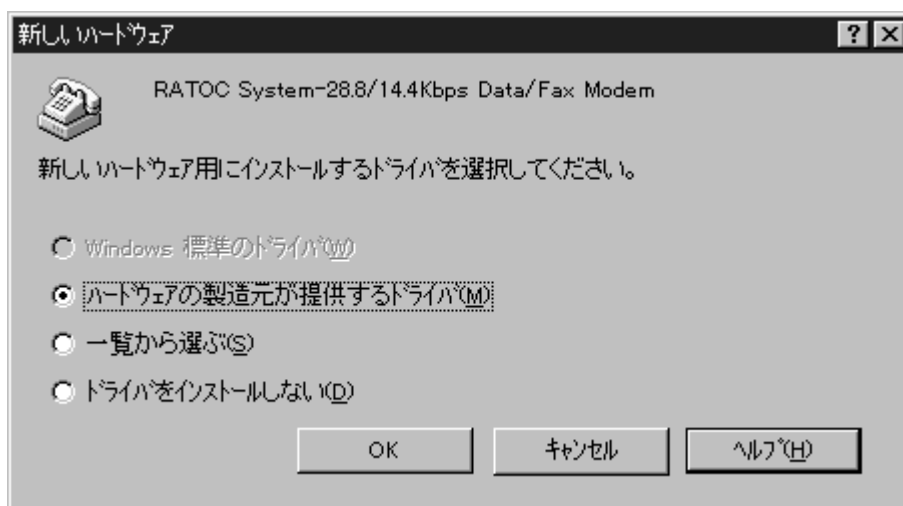 新しいハードウェア
RATOC System-28.8/14.4Kbps Data/Fax Modem
新しいハードウェア用にインストールするドライバを選択してください。
Windows 標準のドライバ(W)
ハードウェアの製造元が提供するドライバ(M)
一覧から選ぶ(S)
ドライバをインストールしない(D)
OK キャンセル ヘルプ(H)